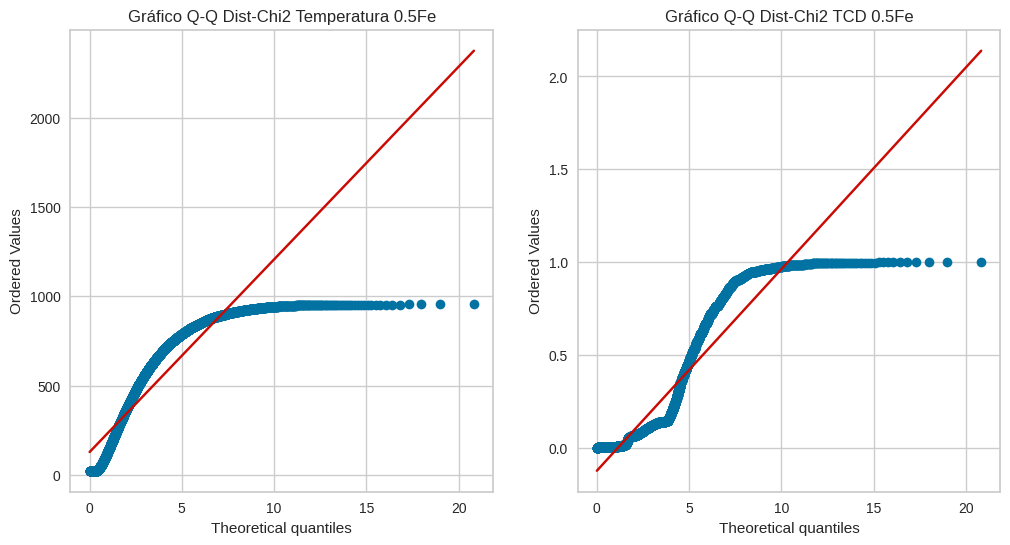 Gráfico Q-Q Dist-Chi2 Temperatura 0.5Fe
Ordered Values
2000
1500
1000
500
0
0 5 10 15 20
Theoretical quantiles
Gráfico Q-Q Dist-Chi2 TCD 0.5Fe
Ordered Values
2.0
1.5
1.0
0.5
0.0
0 5 10 15 20
Theoretical quantiles